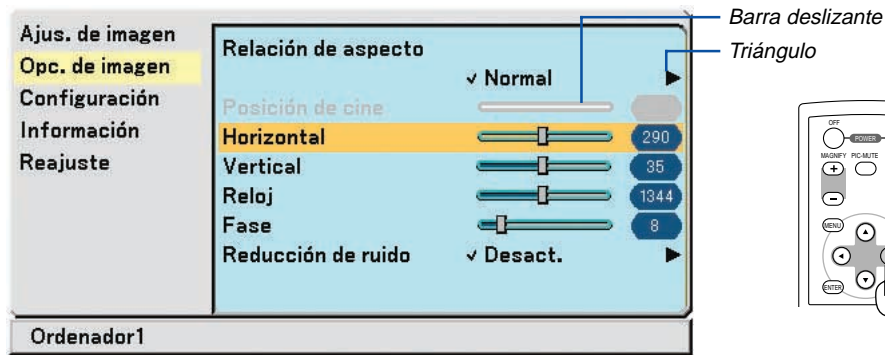 Ajus. de imagen
Opc. de imagen
Configuración
Información
Reajuste
Relación de aspecto
✓ Normal ▶
Posición de cine
Horizontal 290
Vertical 35
Reloj 1344
Fase 8
Reducción de ruido ✓ Desact. ▶
Ordenador1
Barra deslizante
Triángulo
OFF
POWER
MAGNIFY PIC-MUTE
+
−
MENU
ENTER